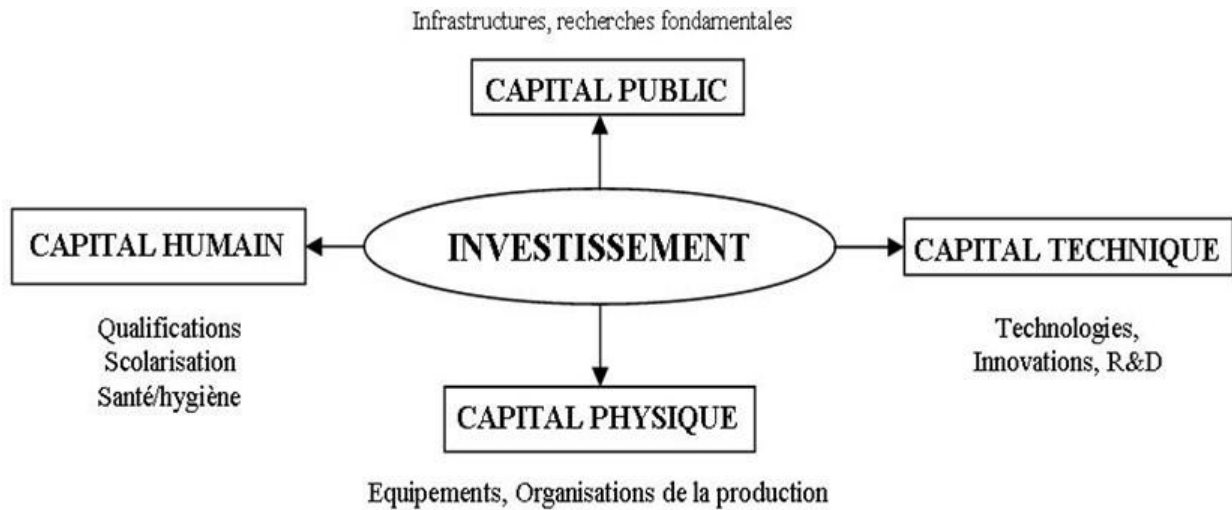 Infrastructures, recherches fondamentales
CAPITAL PUBLIC
CAPITAL HUMAIN
INVESTISSEMENT
CAPITAL TECHNIQUE
Qualifications
Scolarisation
Santé/hygiène
Technologies,
Innovations, R&D
CAPITAL PHYSIQUE
Equipements, Organisations de la production